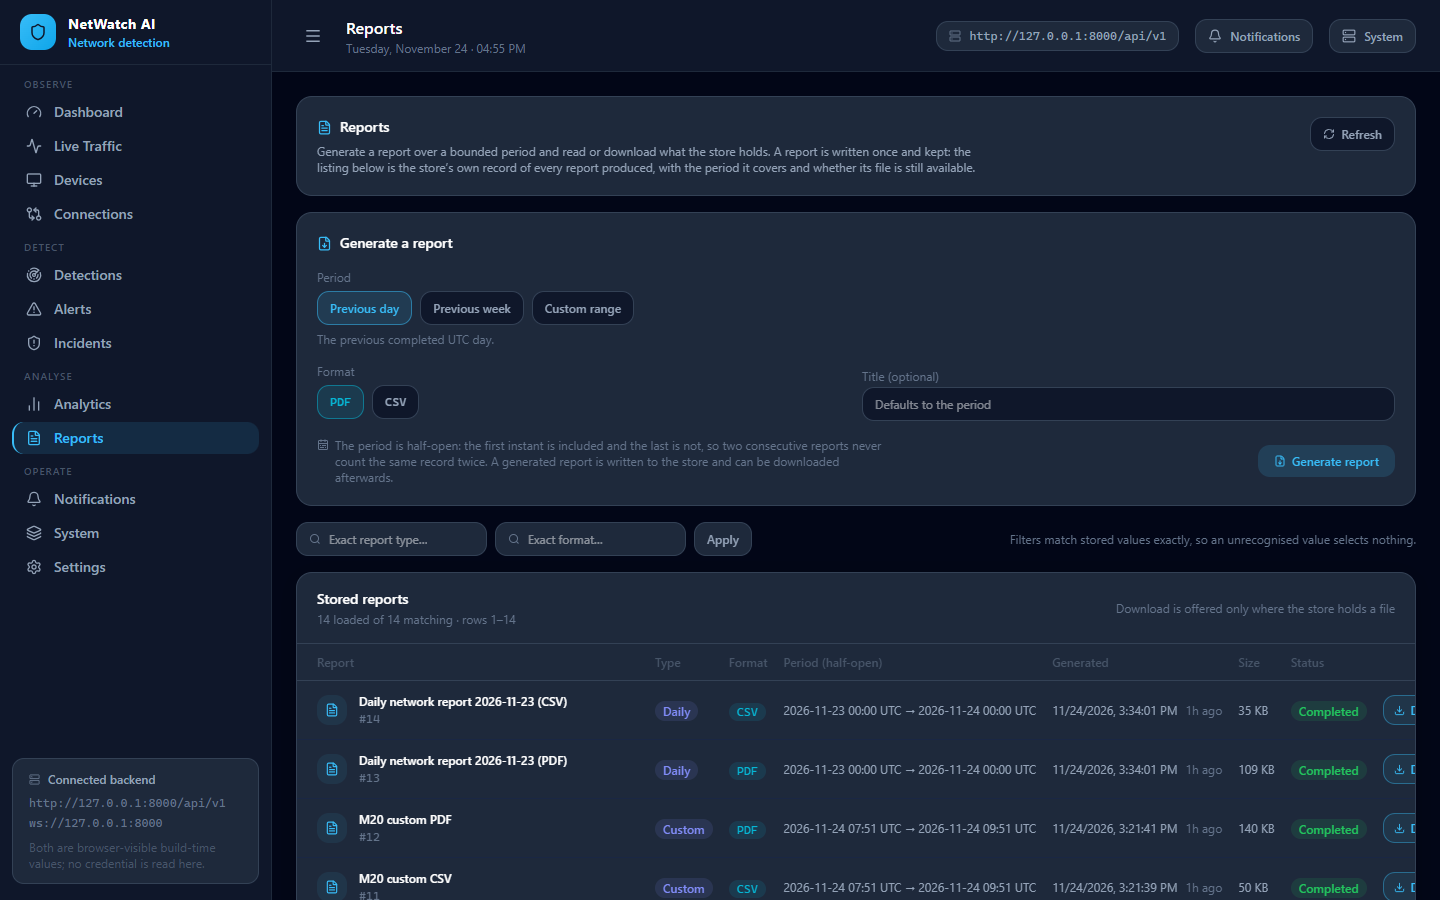 NetWatch AI
Network detection
OBSERVE
Dashboard
Live Traffic
Devices
Connections
DETECT
Detections
Alerts
Incidents
ANALYSE
Analytics
Reports
OPERATE
Notifications
System
Settings
Connected backend
http://127.0.0.1:8000/api/v1
ws://127.0.0.1:8000
Both are browser-visible build-time
values; no credential is read here.
Reports
Tuesday, November 24 · 04:55 PM
http://127.0.0.1:8000/api/v1
Notifications
System
Reports
Generate a report over a bounded period and read or download what the store holds. A report is written once and kept: the
listing below is the store's own record of every report produced, with the period it covers and whether its file is still available.
Refresh
Generate a report
Period
Previous day
Previous week
Custom range
The previous completed UTC day.
Format
PDF
CSV
Title (optional)
Defaults to the period
The period is half-open: the first instant is included and the last is not, so two consecutive reports never
count the same record twice. A generated report is written to the store and can be downloaded
afterwards.
Generate report
Exact report type...
Exact format...
Apply
Filters match stored values exactly, so an unrecognised value selects nothing.
Stored reports
14 loaded of 14 matching · rows 1–14
Download is offered only where the store holds a file
Report Type Format Period (half-open) Generated Size Status
Daily network report 2026-11-23 (CSV)
#14
Daily CSV 2026-11-23 00:00 UTC → 2026-11-24 00:00 UTC 11/24/2026, 3:34:01 PM 1h ago 35 KB Completed
Daily network report 2026-11-23 (PDF)
#13
Daily PDF 2026-11-23 00:00 UTC → 2026-11-24 00:00 UTC 11/24/2026, 3:34:01 PM 1h ago 109 KB Completed
M20 custom PDF
#12
Custom PDF 2026-11-24 07:51 UTC → 2026-11-24 09:51 UTC 11/24/2026, 3:21:41 PM 1h ago 140 KB Completed
M20 custom CSV
#11
Custom CSV 2026-11-24 07:51 UTC → 2026-11-24 09:51 UTC 11/24/2026, 3:21:39 PM 1h ago 50 KB Completed